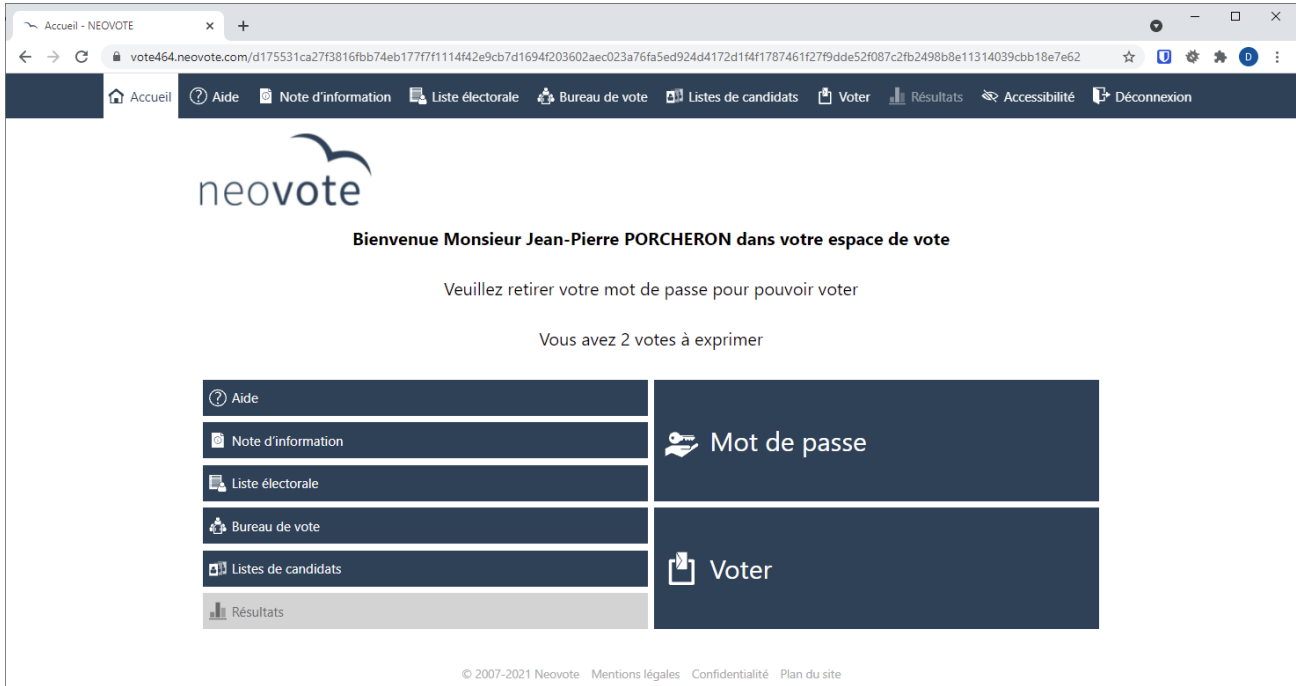 Accueil - NEOVOTE
vote464.neovote.com/d175531ca27f3816fbb74eb177f7f1114f42e9cb7d1694f203602aec023a76fa5ed924d4172d1f4f1787461f27f9dde52f087c2fb2498b8e11314039cbb18e7e62
D
Accueil Aide Note d'information Liste électorale Bureau de vote Listes de candidats Voter Résultats Accessibilité Déconnexion
neovote
Bienvenue Monsieur Jean-Pierre PORCHERON dans votre espace de vote
Veuillez retirer votre mot de passe pour pouvoir voter
Vous avez 2 votes à exprimer
Aide
Note d'information
Liste électorale
Bureau de vote
Listes de candidats
Résultats
Mot de passe
Voter
© 2007-2021 Neovote Mentions légales Confidentialité Plan du site